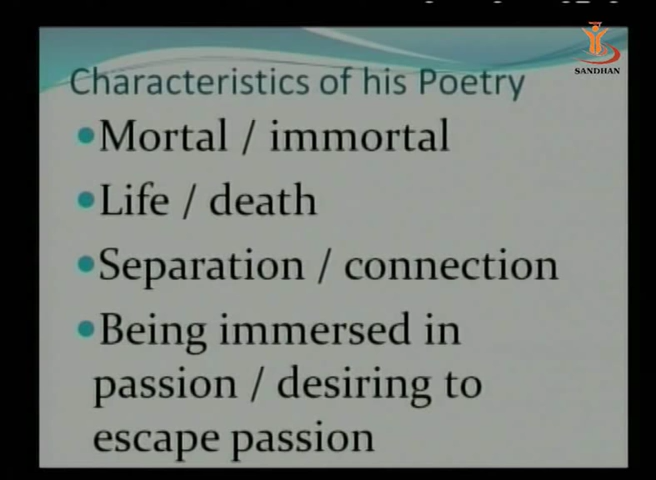 SANDHAN
Characteristics of his Poetry
•Mortal / immortal
•Life / death
•Separation / connection
•Being immersed in
passion / desiring to
escape passion